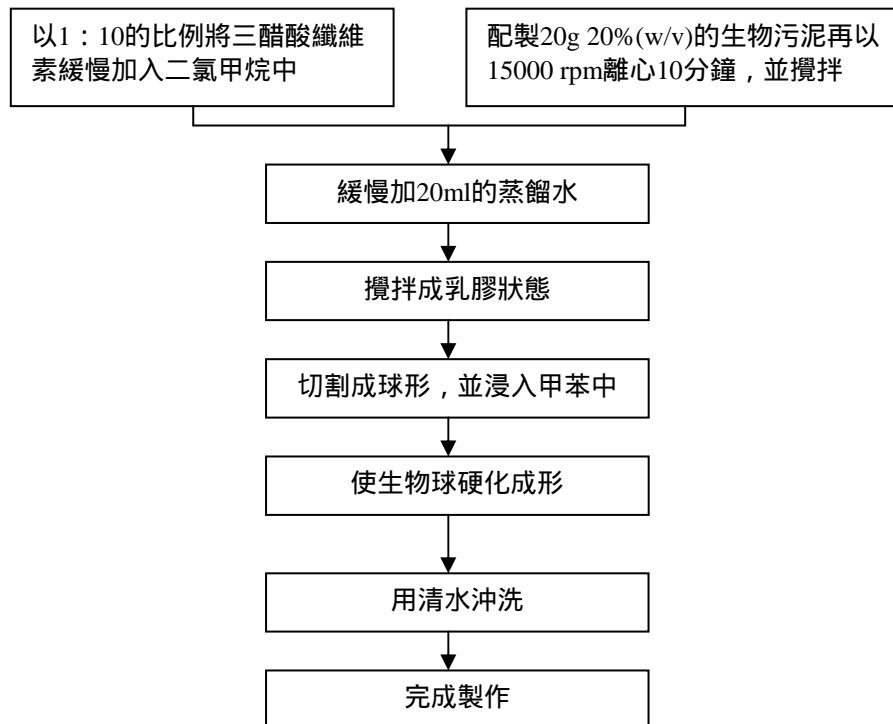 以1：10的比例將三醋酸纖維
素緩慢加入二氯甲烷中
配製20g 20%(w/v)的生物污泥再以
15000 rpm離心10分鐘，並攪拌
緩慢加20ml的蒸餾水
攪拌成乳膠狀態
切割成球形，並浸入甲苯中
使生物球硬化成形
用清水沖洗
完成製作